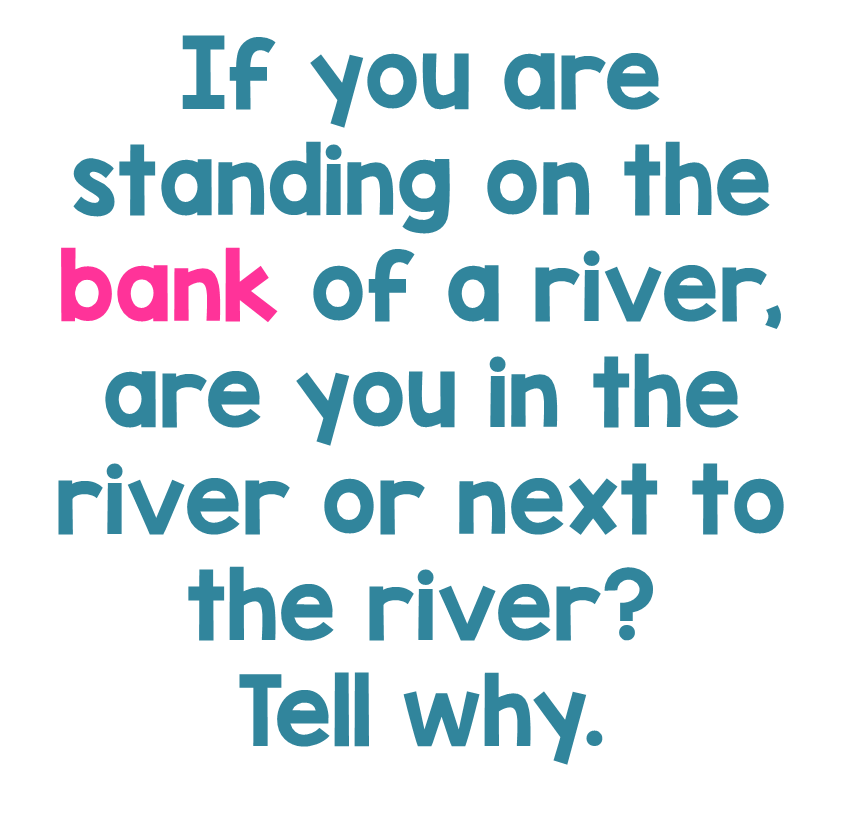 If you are
standing on the
bank of a river,
are you in the
river or next to
the river?
Tell why.